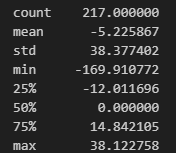 count 217.000000
mean -5.225867
std 38.377402
min -169.910772
25% -12.011696
50% 0.000000
75% 14.842105
max 38.122758